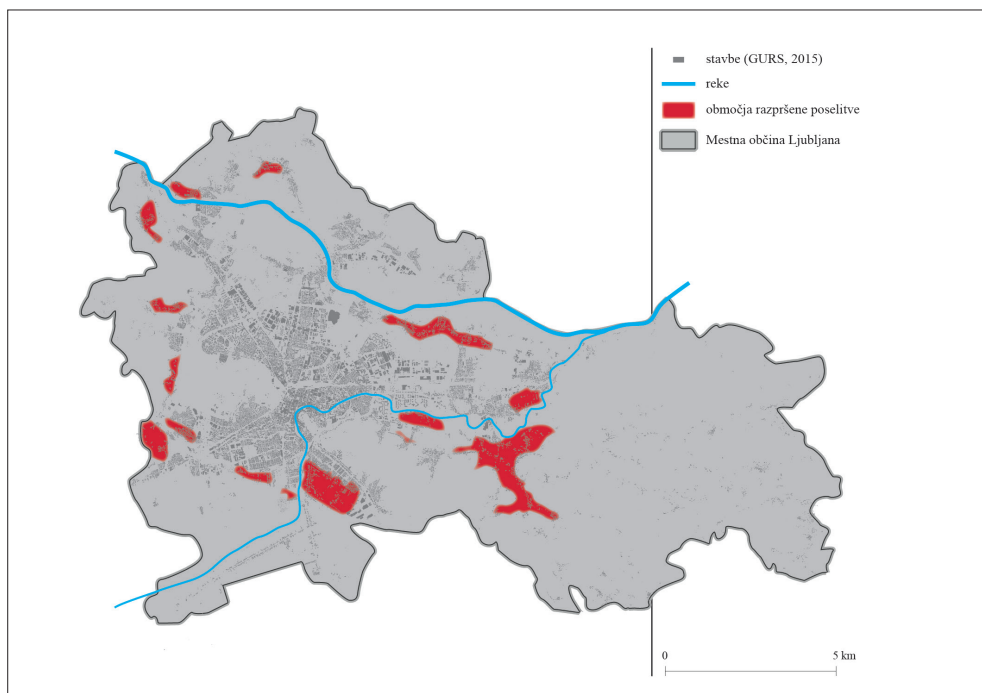 stavbe (GURS, 2015)
reke
območja razpršene poselitve
Mestna občina Ljubljana
0 5 km